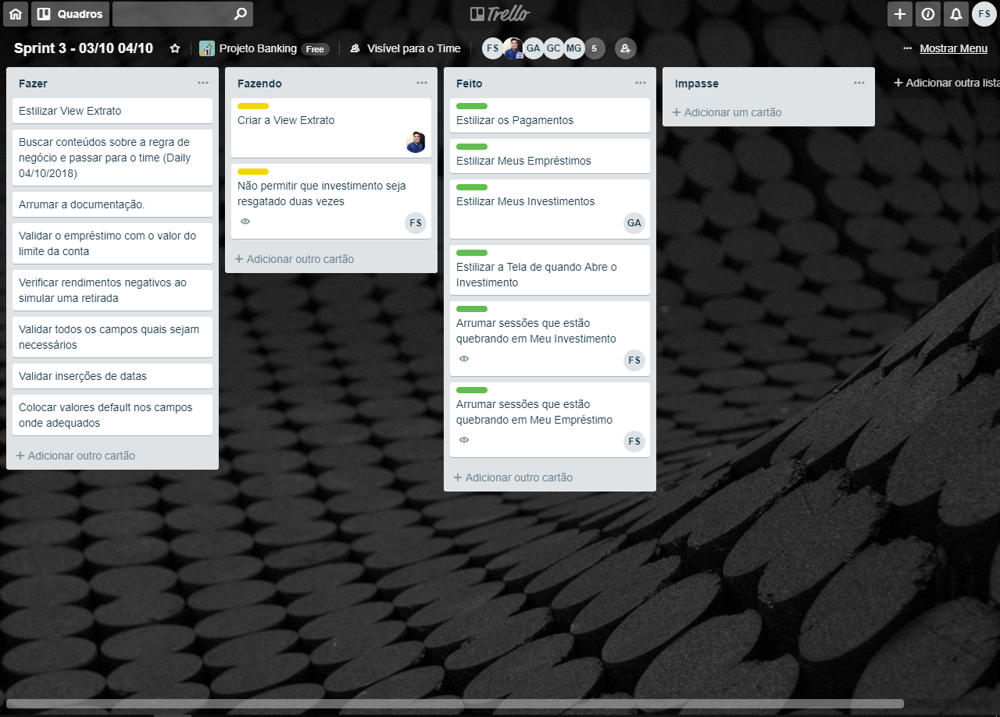 Quadros
Trello
FS
Sprint 3 - 03/10 04/10
Projeto Banking
Free
Visível para o Time
FS
GA
GC
MG
5
Mostrar Menu
Fazer
Estilizar View Extrato
Buscar conteúdos sobre a regra de
negócio e passar para o time (Daily
04/10/2018)
Arrumar a documentação.
Validar o empréstimo com o valor do
limite da conta
Verificar rendimentos negativos ao
simular uma retirada
Validar todos os campos quais sejam
necessários
Validar inserções de datas
Colocar valores default nos campos
onde adequados
+ Adicionar outro cartão
Fazendo
Criar a View Extrato
Não permitir que investimento seja
resgatado duas vezes
FS
+ Adicionar outro cartão
Feito
Estilizar os Pagamentos
Estilizar Meus Empréstimos
Estilizar Meus Investimentos
GA
Estilizar a Tela de quando Abre o
Investimento
Arrumar sessões que estão
quebrando em Meu Investimento
FS
Arrumar sessões que estão
quebrando em Meu Empréstimo
FS
+ Adicionar outro cartão
Impasse
+ Adicionar um cartão
+ Adicionar outra lista